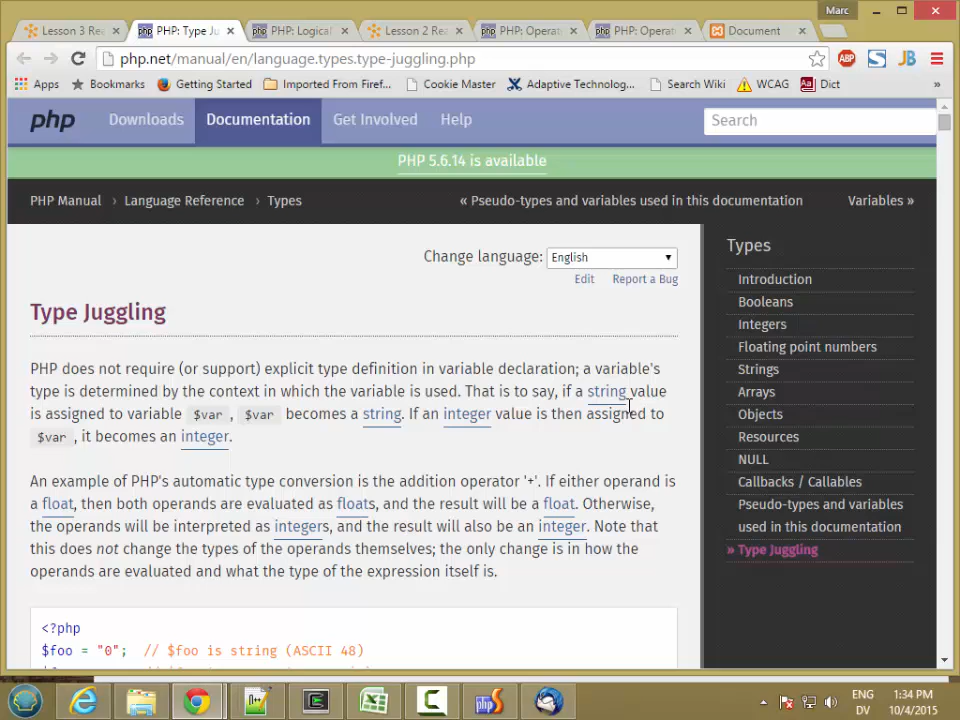 Marc
Lesson 3 Rea
PHP: Type Ju
PHP: Logical
Lesson 2 Rea
PHP: Operat
PHP: Operat
Document
php.net/manual/en/language.types.type-juggling.php
ABP
S
JB
Apps
Bookmarks
Getting Started
Imported From Firef...
Cookie Master
Adaptive Technolog...
Search Wiki
WCAG
Aa
Dict
»
php
Downloads
Documentation
Get Involved
Help
Search
PHP 5.6.14 is available
PHP Manual › Language Reference › Types
« Pseudo-types and variables used in this documentation
Variables »
Change language: English
Edit
Report a Bug
Type Juggling
PHP does not require (or support) explicit type definition in variable declaration; a variable's
type is determined by the context in which the variable is used. That is to say, if a string value
is assigned to variable $var, $var becomes a string. If an integer value is then assigned to
$var, it becomes an integer.
An example of PHP's automatic type conversion is the addition operator '+'. If either operand is
a float, then both operands are evaluated as floats, and the result will be a float. Otherwise,
the operands will be interpreted as integers, and the result will also be an integer. Note that
this does not change the types of the operands themselves; the only change is in how the
operands are evaluated and what the type of the expression itself is.
<?php
$foo = "0"; // $foo is string (ASCII 48)
Types
Introduction
Booleans
Integers
Floating point numbers
Strings
Arrays
Objects
Resources
NULL
Callbacks / Callables
Pseudo-types and variables
used in this documentation
» Type Juggling
ENG
DV
1:34 PM
10/4/2015